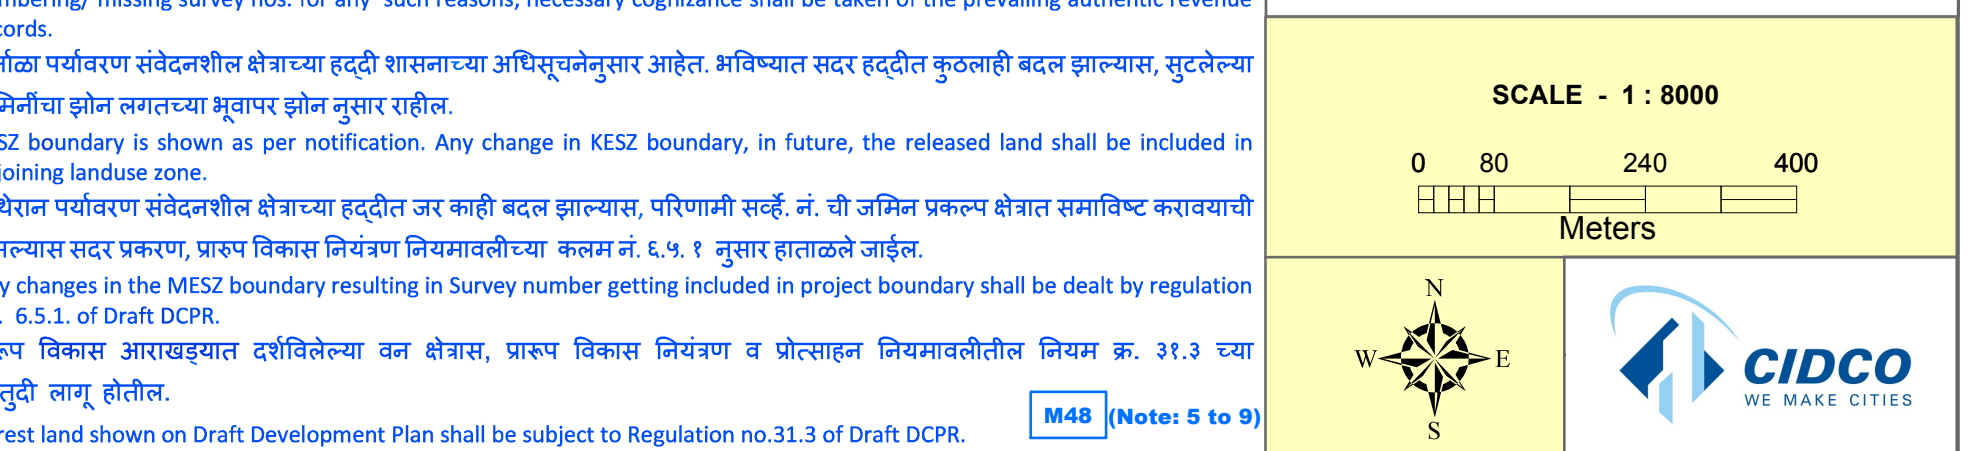 mbering/ missing survey nos. for any such reasons, necessary cognizance shall be taken of the prevailing authentic revenue
cords.
पर्यावरण संवेदनशील क्षेत्राच्या हद्दी शासनाच्या अधिसूचनेनुसार आहेत. भविष्यात सदर हद्दीत कुठलाही बदल झाल्यास, सुटलेल्या
मिनींचा झोन लगतच्या भूवापर झोन नुसार राहील.
SZ boundary is shown as per notification. Any change in KESZ boundary, in future, the released land shall be included in
joining landuse zone.
थेरान पर्यावरण संवेदनशील क्षेत्राच्या हद्दीत जर काही बदल झाल्यास, परिणामी सर्व्हे. नं. ची जमिन प्रकल्प क्षेत्रात समाविष्ट करावयाची
सल्यास सदर प्रकरण, प्रारुप विकास नियंत्रण नियमावलीच्या कलम नं. ६.५. १ नुसार हाताळले जाईल.
y changes in the MESZ boundary resulting in Survey number getting included in project boundary shall be dealt by regulation
. 6.5.1. of Draft DCPR.
रूप विकास आराखड्यात दर्शविलेल्या वन क्षेत्रास, प्रारूप विकास नियंत्रण व प्रोत्साहन नियमावलीतील नियम क्र. ३१.३ च्या
तुदी लागू होतील.
rest land shown on Draft Development Plan shall be subject to Regulation no.31.3 of Draft DCPR.
M48 (Note: 5 to 9)
SCALE - 1 : 8000
0 80 240 400
Meters
N
W E
S
CIDCO
WE MAKE CITIES